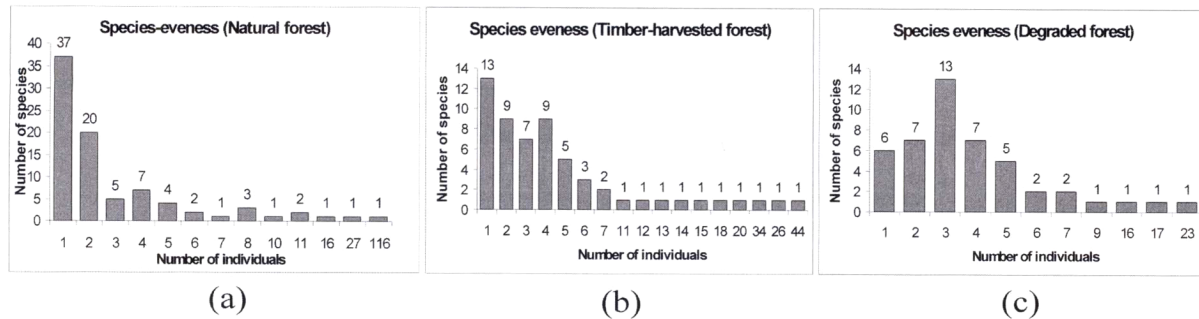 Species-eveness (Natural forest)
Number of species
40
35
30
25
20
15
10
5
0
37 20 5 7 4 2 1 3 1 2 1 1 1
1 2 3 4 5 6 7 8 10 11 16 27 116
Number of individuals
(a)
Species eveness (Timber-harvested forest)
Number of species
14
12
10
8
6
4
2
0
13 9 7 9 5 3 2 1 1 1 1 1 1 1 1 1 1
1 2 3 4 5 6 7 11 12 13 14 15 18 20 34 26 44
Number of individuals
(b)
Species eveness (Degraded forest)
Number of species
14
12
10
8
6
4
2
0
6 7 13 7 5 2 2 1 1 1 1
1 2 3 4 5 6 7 9 16 17 23
Number of individuals
(c)